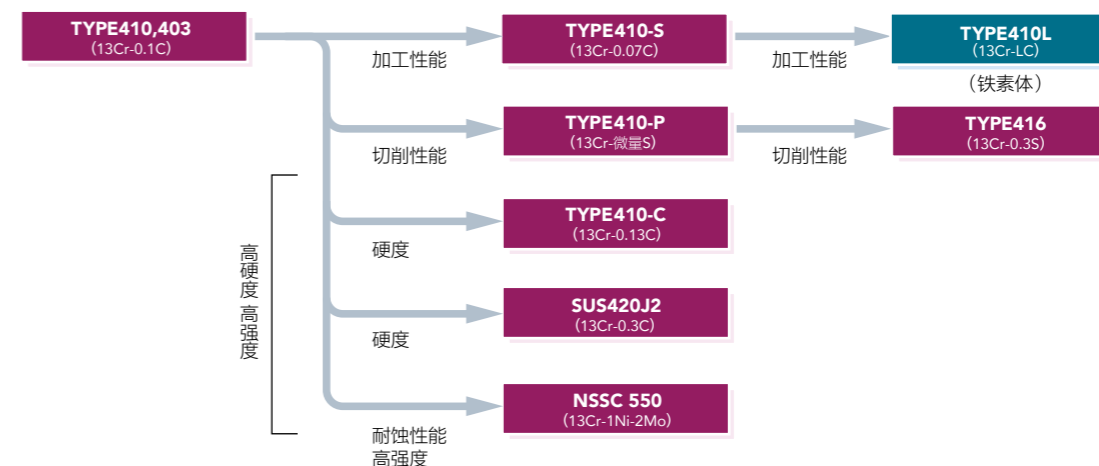 TYPE410,403
(13Cr-0.1C)
加工性能
TYPE410-S
(13Cr-0.07C)
加工性能
TYPE410L
(13Cr-LC)
(铁素体)
切削性能
TYPE410-P
(13Cr-微量S)
切削性能
TYPE416
(13Cr-0.3S)
高硬度 高强度
硬度
TYPE410-C
(13Cr-0.13C)
硬度
SUS420J2
(13Cr-0.3C)
耐蚀性能
高强度
NSSC 550
(13Cr-1Ni-2Mo)